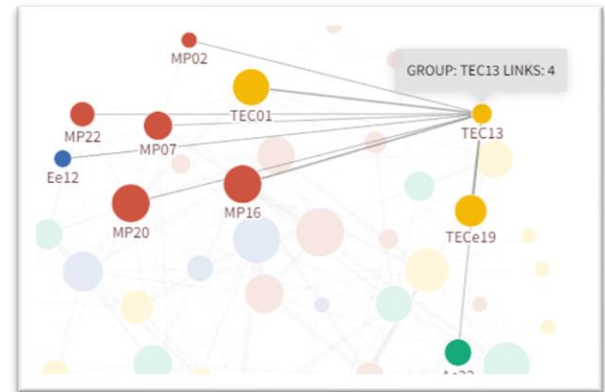 MP02
GROUP: TEC13 LINKS: 4
TEC01
MP22
MP07
TEC13
Ee12
MP20
MP16
TECe19